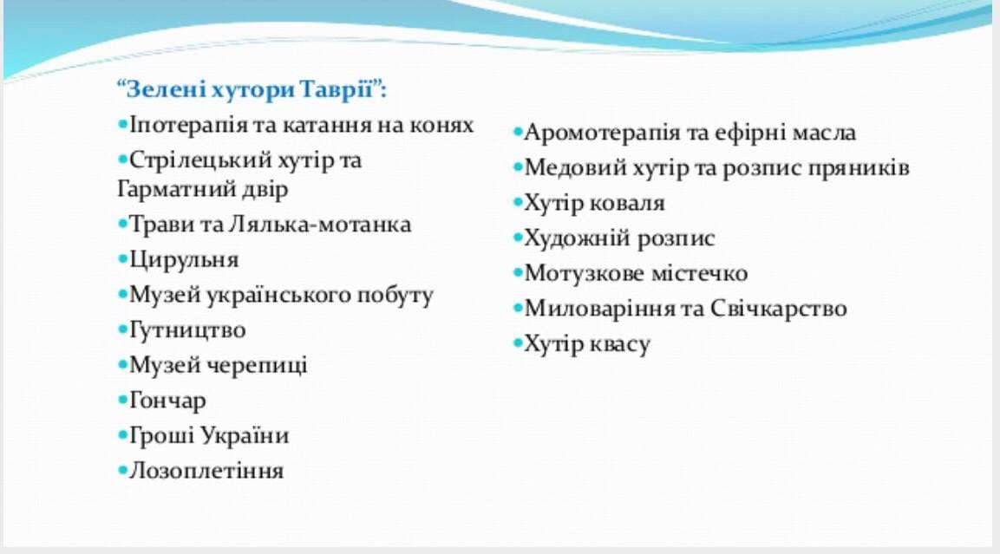 “Зелені хутори Таврії”:
•Іпотерапія та катання на конях
•Стрілецький хутір та
Гарматний двір
•Трави та Лялька-мотанка
•Цирульня
•Музей українського побуту
•Гутництво
•Музей черепиці
•Гончар
•Гроші України
•Лозоплетіння
•Аромотерапія та ефірні масла
•Медовий хутір та розпис пряників
•Хутір коваля
•Художній розпис
•Мотузкове містечко
•Миловаріння та Свічкарство
•Хутір квасу